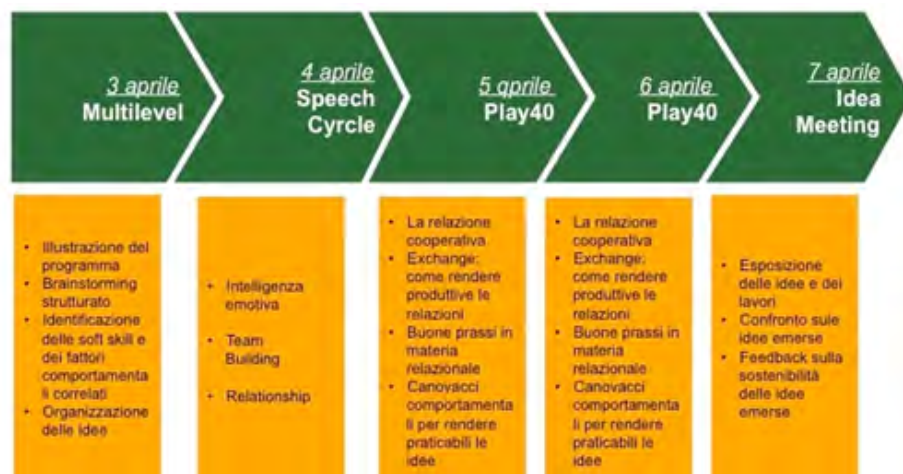 3 aprile
Multilevel
4 aprile
Speech
Cyrcle
5 qprile
Play40
6 aprile
Play40
7 aprile
Idea
Meeting
• Illustrazione del
programma
• Brainstorming
strutturato
• Identificazione
delle soft skill e
dei fattori
comportamenta
li correlati
• Organizzazione
delle idee
• Intelligenza
emotiva
• Team
Building
• Relationship
• La relazione
cooperativa
• Exchange:
come rendere
produttive le
relazioni
• Buone prassi in
materia
relazionale
• Canovacci
comportamenta
li per rendere
praticabili le
idee
• La relazione
cooperativa
• Exchange:
come rendere
produttive le
relazioni
• Buone prassi in
materia
relazionale
• Canovacci
comportamenta
li per rendere
praticabili le
idee
• Esposizione
delle idee e dei
lavori
• Confronto sule
idee emerse
• Feedback sulla
sostenibilità
delle idee
emerse